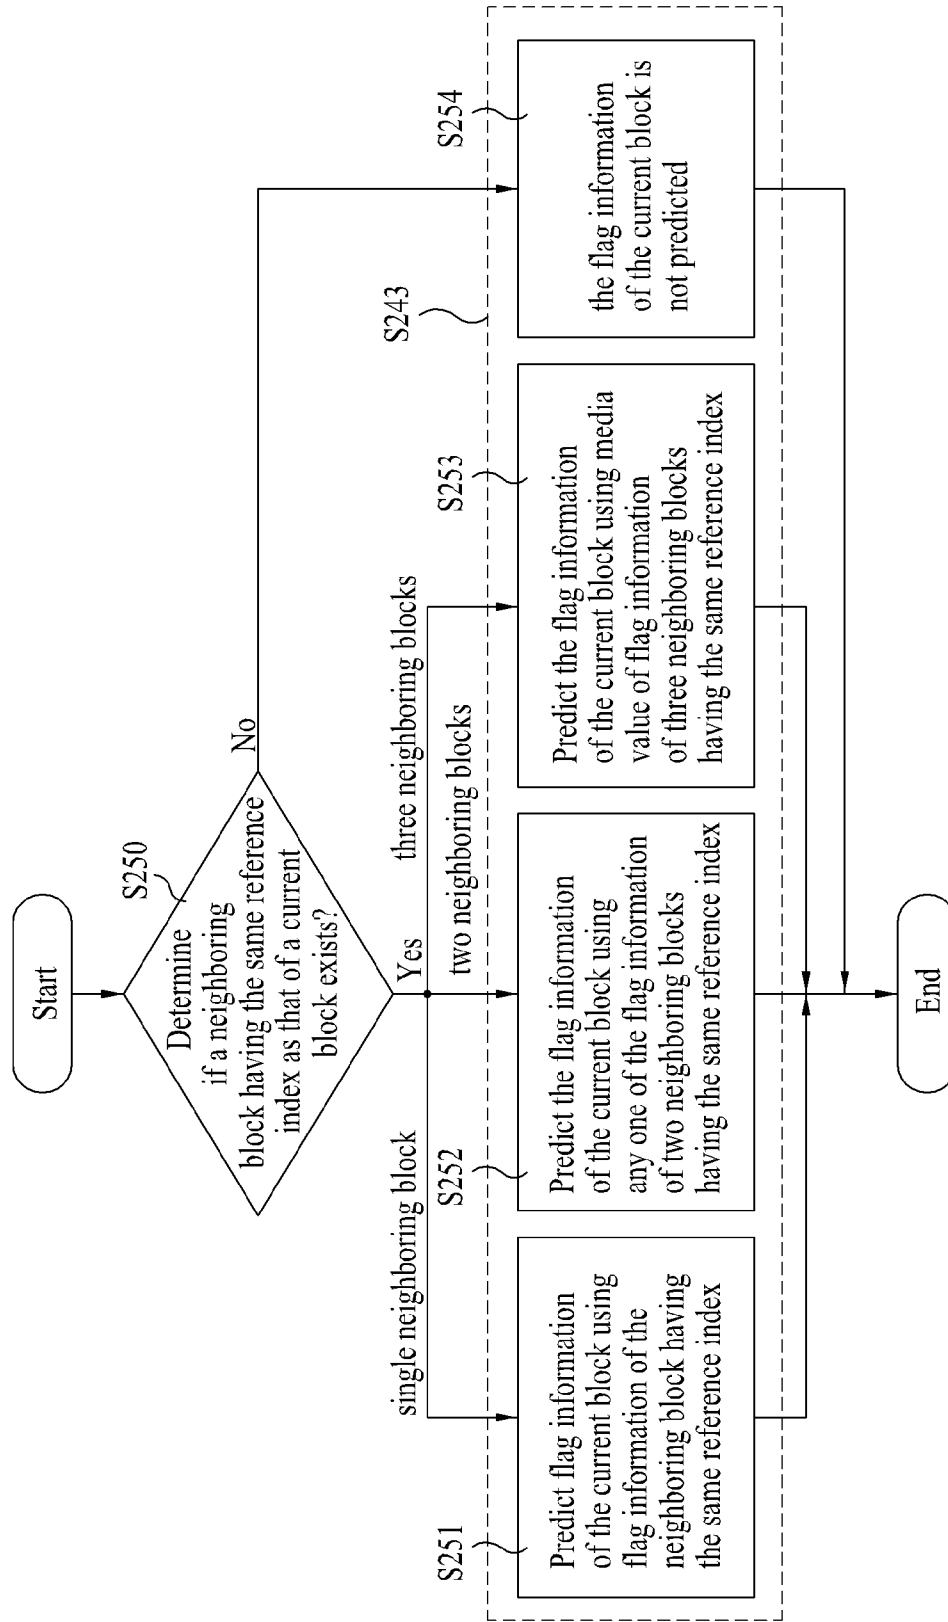 Start
S250
Determine
if a neighboring
block having the same reference
index as that of a current
block exists?
No
Yes
single neighboring block
two neighboring blocks
three neighboring blocks
S243
S251
Predict flag information
of the current block using
flag information of the
neighboring block having
the same reference index
S252
Predict the flag information
of the current block using
any one of the flag information
of two neighboring blocks
having the same reference index
S253
Predict the flag information
of the current block using media
value of flag information
of three neighboring blocks
having the same reference index
S254
the flag information
of the current block is
not predicted
End